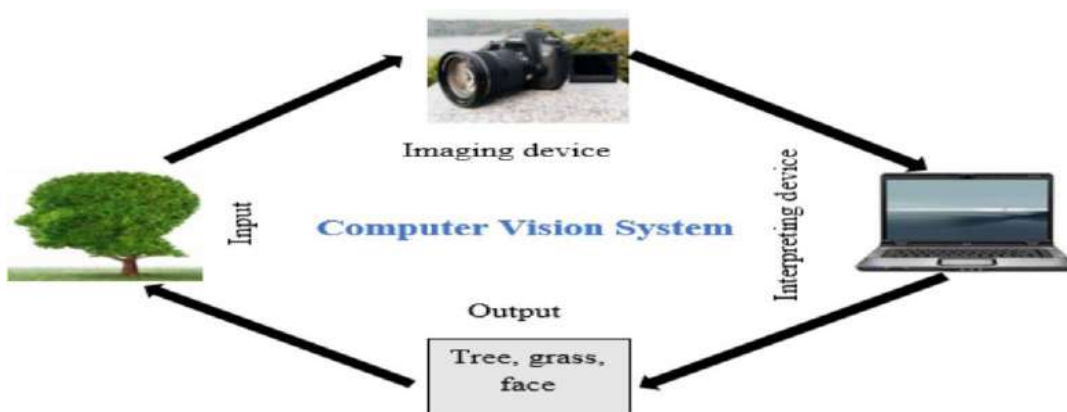 Imaging device
Input
Computer Vision System
Interpreting device
Output
Tree, grass,
face